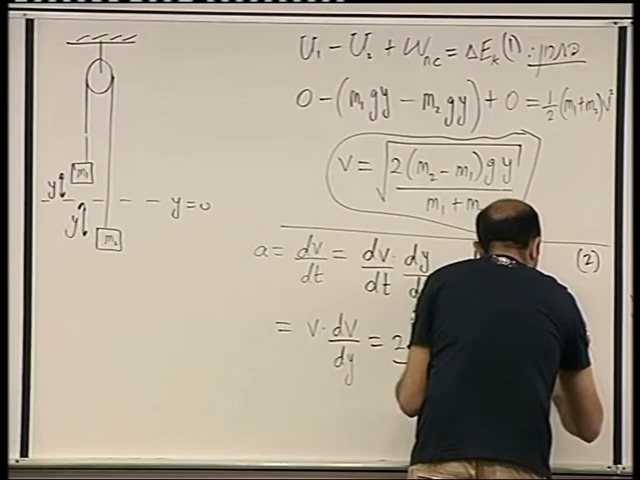 U₁ - U₂ + W_nc = ΔE_k (1)
0 - (m₁gy - m₂gy) + 0 = ½(m₁+m₂)v²
v = √(2(m₂-m₁)gy / m₁+m
m₁
y
y = 0
y
m₂
(2)
a = dv/dt = dv/dt · dy/
= v·dv/dy = 2